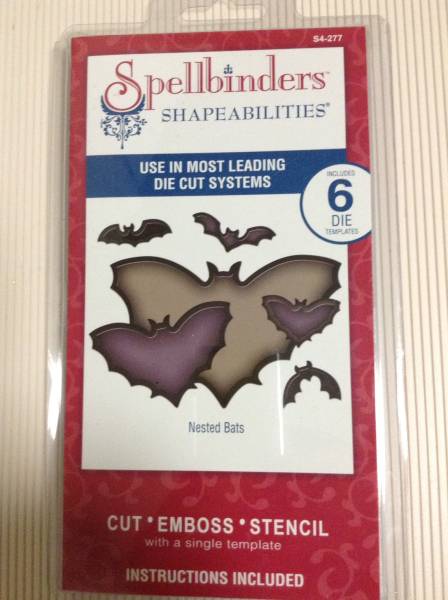 S4-277
Spellbinders™
SHAPEABILITIES®
USE IN MOST LEADING
DIE CUT SYSTEMS
INCLUDES
6
DIE
TEMPLATES
Nested Bats
CUT • EMBOSS • STENCIL
with a single template
INSTRUCTIONS INCLUDED